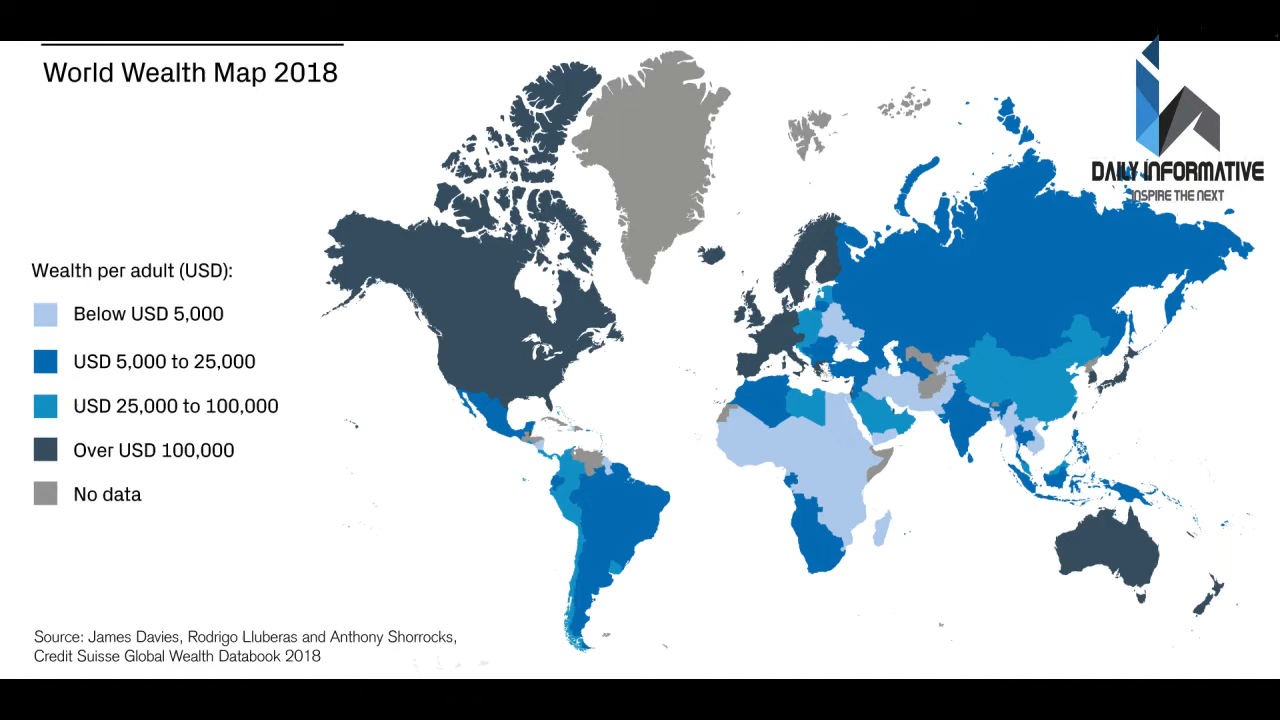 World Wealth Map 2018
DAILY INFORMATIVE
INSPIRE THE NEXT
Wealth per adult (USD):
Below USD 5,000
USD 5,000 to 25,000
USD 25,000 to 100,000
Over USD 100,000
No data
Source: James Davies, Rodrigo Lluberas and Anthony Shorrocks,
Credit Suisse Global Wealth Databook 2018